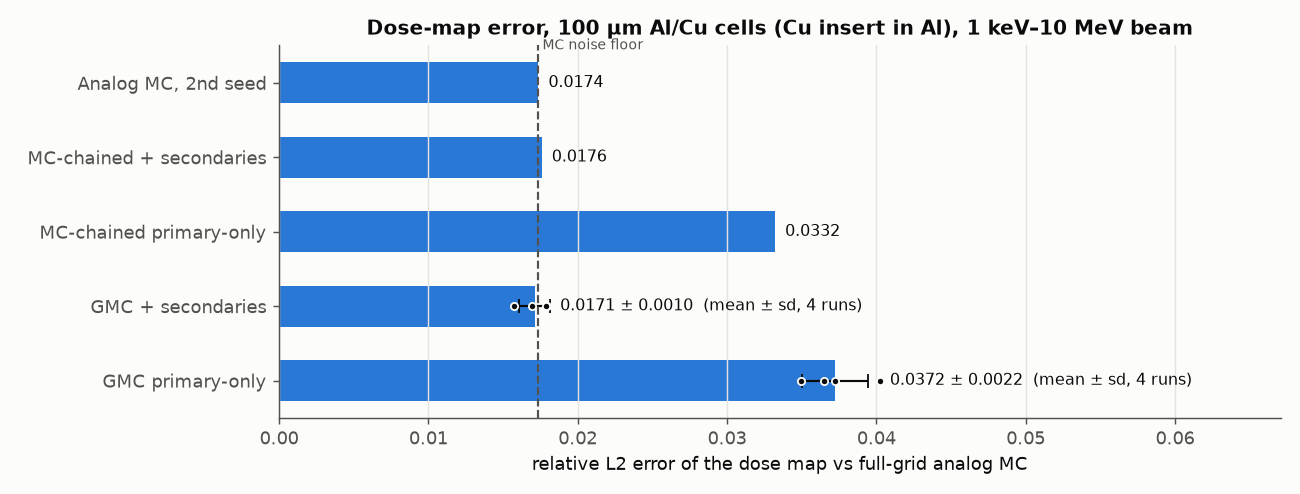 Dose-map error, 100 µm Al/Cu cells (Cu insert in Al), 1 keV–10 MeV beam
MC noise floor
Analog MC, 2nd seed
0.0174
MC-chained + secondaries
0.0176
MC-chained primary-only
0.0332
GMC + secondaries
0.0171 ± 0.0010 (mean ± sd, 4 runs)
GMC primary-only
0.0372 ± 0.0022 (mean ± sd, 4 runs)
0.00 0.01 0.02 0.03 0.04 0.05 0.06
relative L2 error of the dose map vs full-grid analog MC